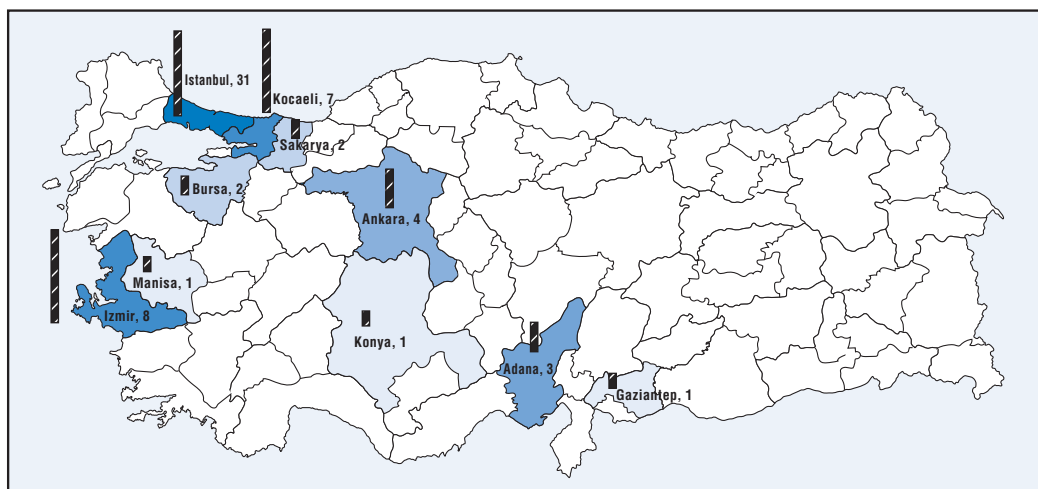 Istanbul, 31
Kocaeli, 7
Sakarya, 2
Bursa, 2
Ankara, 4
Manisa, 1
Izmir, 8
Konya, 1
Adana, 3
Gaziantep, 1